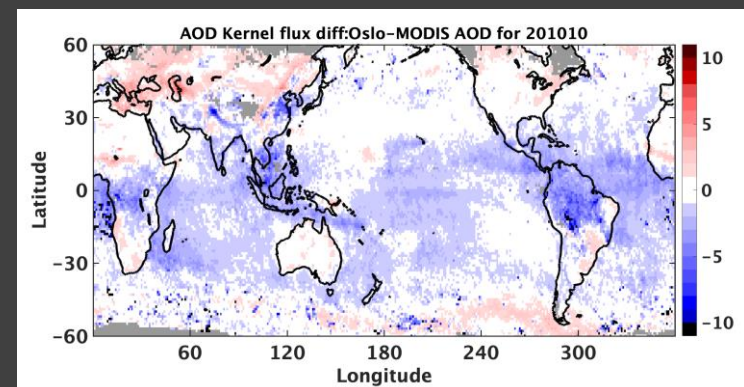 AOD Kernel flux diff:Oslo-MODIS AOD for 201010
60
30
0
−30
−60
Latitude
60 120 180 240 300
Longitude
10
5
0
−5
−10